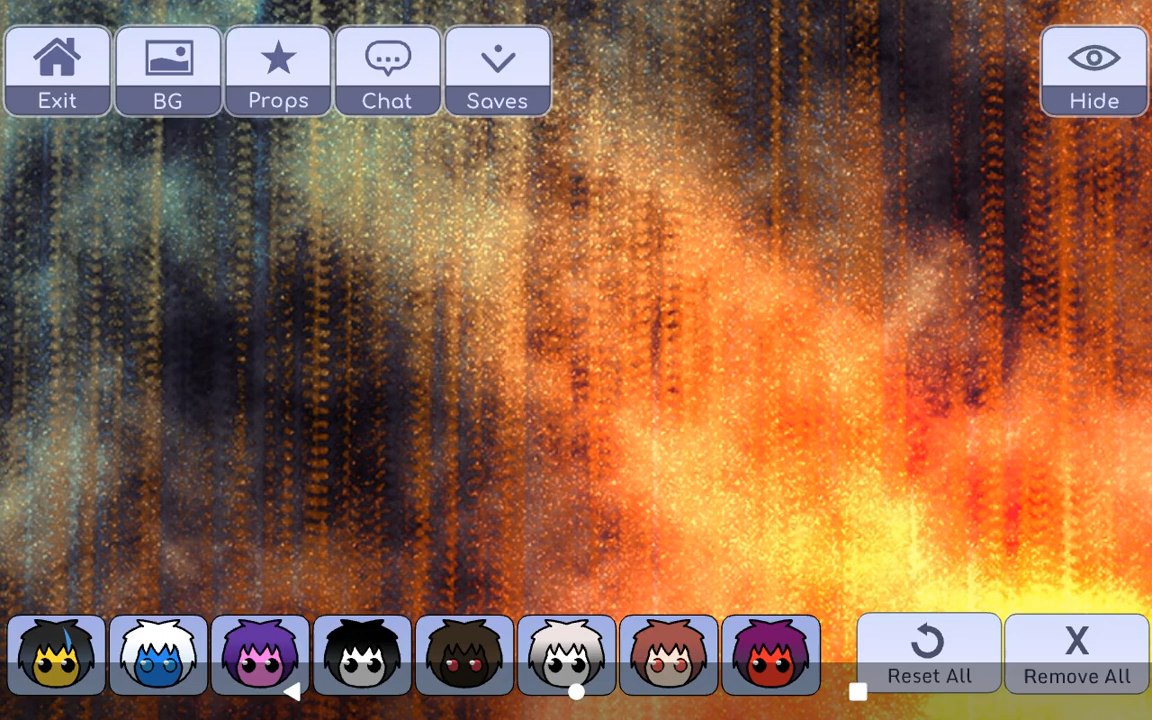 Exit
BG
Props
Chat
Saves
Hide
Reset All
X
Remove All